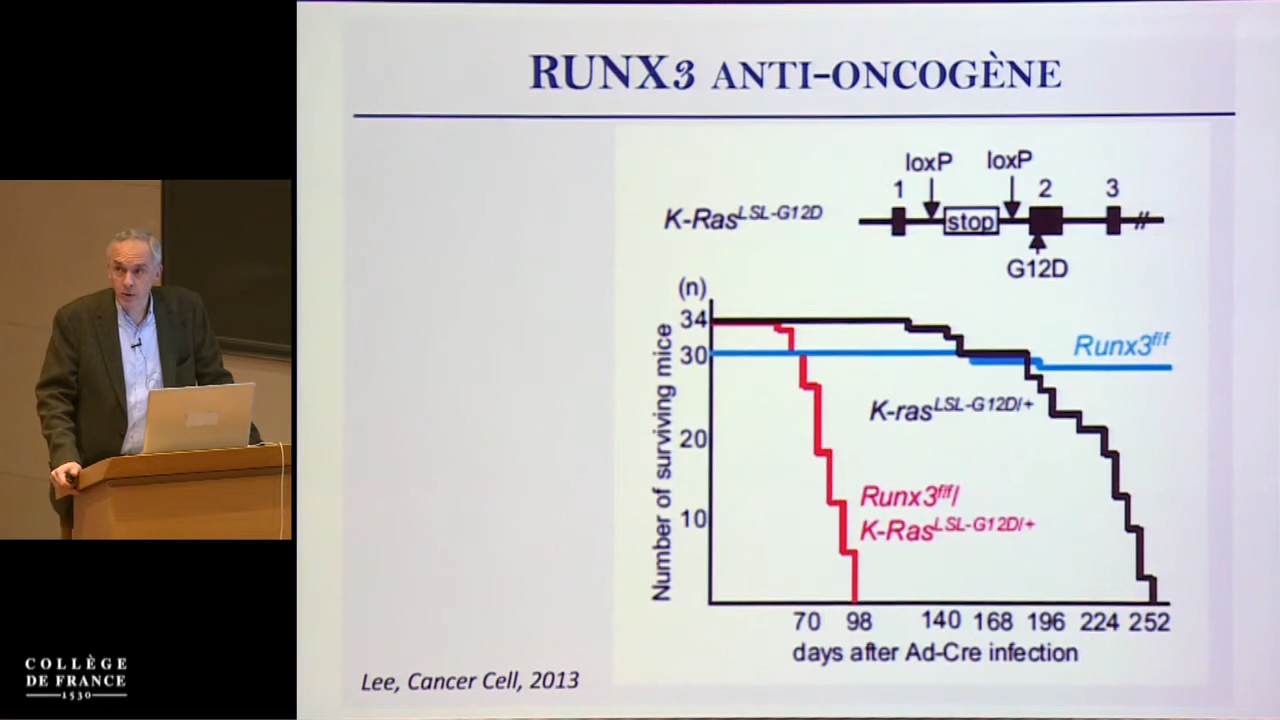 RUNX3 ANTI-ONCOGÈNE
loxP loxP
1 2 3
K-Ras^LSL-G12D
stop
G12D
(n)
34
30
20
10
Number of surviving mice
Runx3^f/f
K-ras^LSL-G12D/+
Runx3^f/f/
K-Ras^LSL-G12D/+
70 98 140 168 196 224 252
days after Ad-Cre infection
Lee, Cancer Cell, 2013
COLLÈGE
DE FRANCE
1530